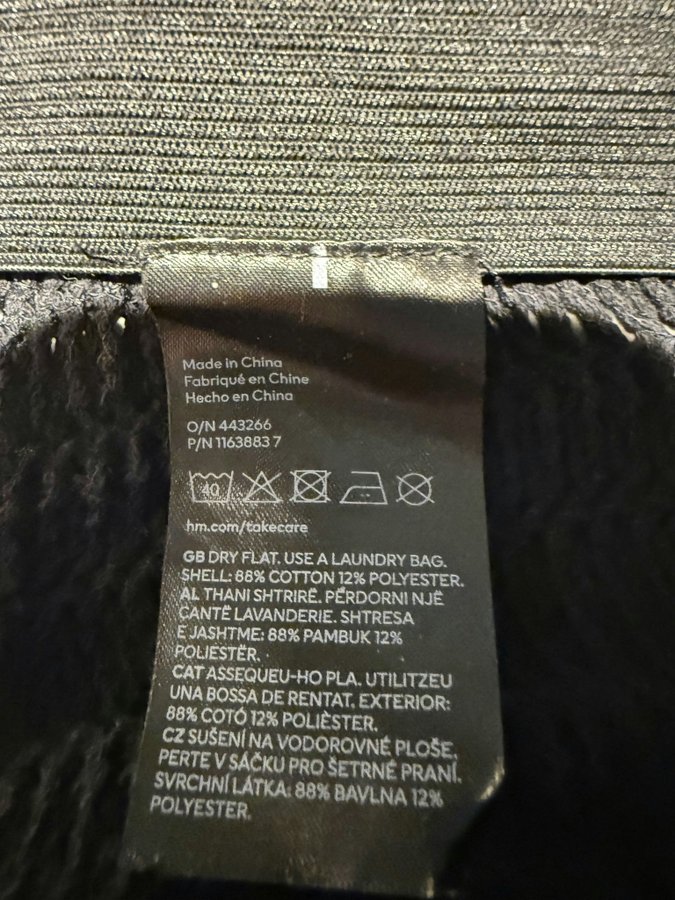 Made in China
Fabriqué en Chine
Hecho en China
O/N 443266
P/N 1163883 7
40
hm.com/takecare
GB DRY FLAT. USE A LAUNDRY BAG.
SHELL: 88% COTTON 12% POLYESTER.
AL THANI SHTRIRË. PËRDORNI NJË
ÇANTË LAVANDERIE. SHTRESA
E JASHTME: 88% PAMBUK 12%
POLIESTËR.
CAT ASSEQUEU-HO PLA. UTILITZEU
UNA BOSSA DE RENTAT. EXTERIOR:
88% COTÓ 12% POLIÈSTER.
CZ SUŠENÍ NA VODOROVNÉ PLOŠE.
PERTE V SÁČKU PRO ŠETRNÉ PRANÍ.
SVRCHNÍ LÁTKA: 88% BAVLNA 12%
POLYESTER.